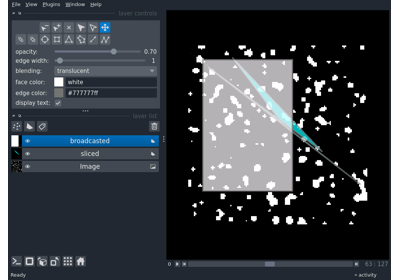 File View Plugins Window Help
layer controls
opacity: 0.70
edge width: 1
blending: translucent
face color: white
edge color: #777777ff
display text:
layer list
broadcasted
sliced
Image
63 127
Ready activity